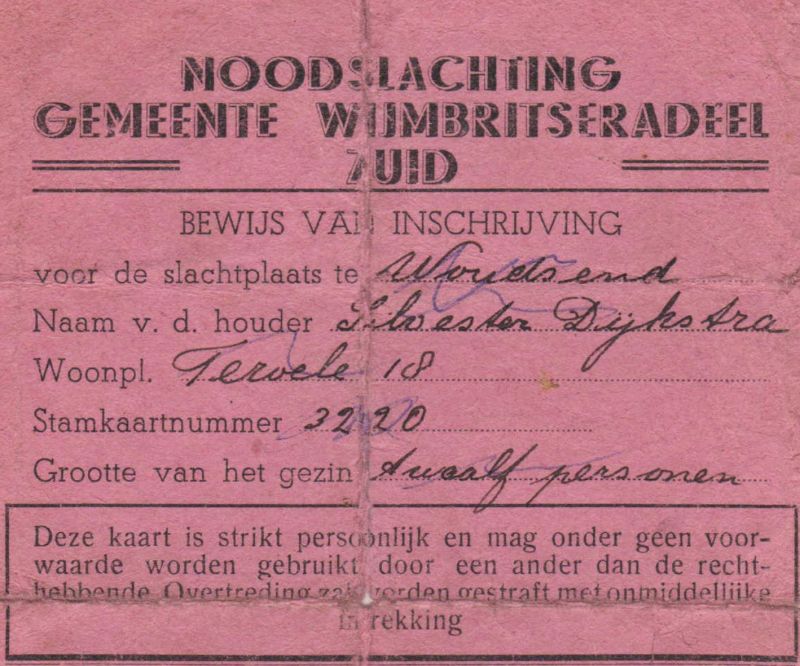 NOODSLACHTING
GEMEENTE WIJMBRITSERADEEL
ZUID
BEWIJS VAN INSCHRIJVING
voor de slachtplaats te Woudsend
Naam v. d. houder Silvester Dijkstra
Woonpl. Teroele 18
Stamkaartnummer 3220
Grootte van het gezin twaalf personen
Deze kaart is strikt persoonlijk en mag onder geen voor-
waarde worden gebruikt door een ander dan de recht-
hebbende Overtreding zal worden gestraft met onmiddellijke
intrekking